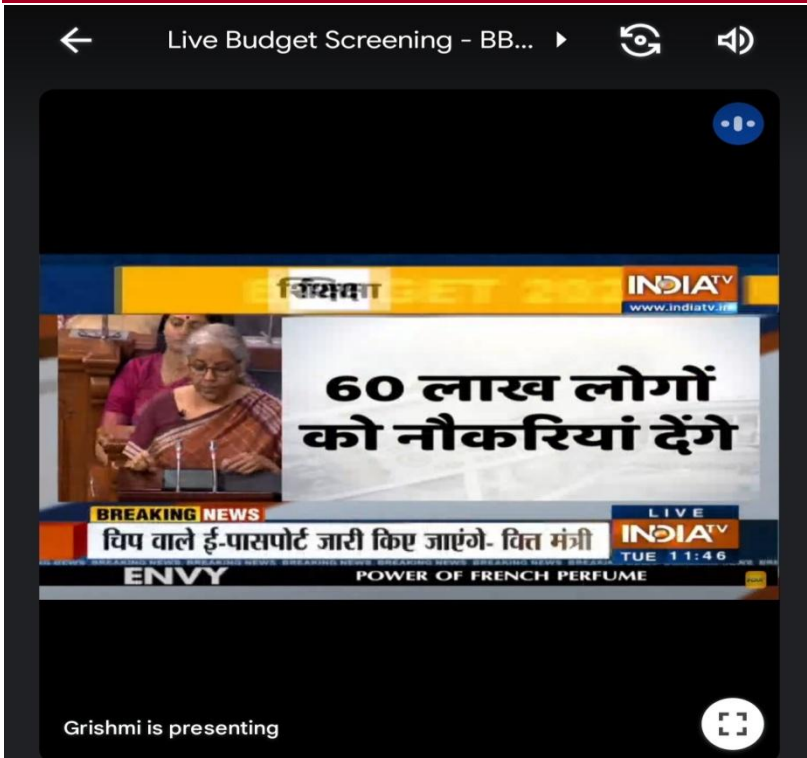 Live Budget Screening - BB...
INDIA TV
www.indiatv.in
60 लाख लोगों
को नौकरियां देंगे
BREAKING NEWS
चिप वाले ई-पासपोर्ट जारी किए जाएंगे- वित्त मंत्री
LIVE
INDIA TV
TUE 11:46
ENVY
POWER OF FRENCH PERFUME
Grishmi is presenting